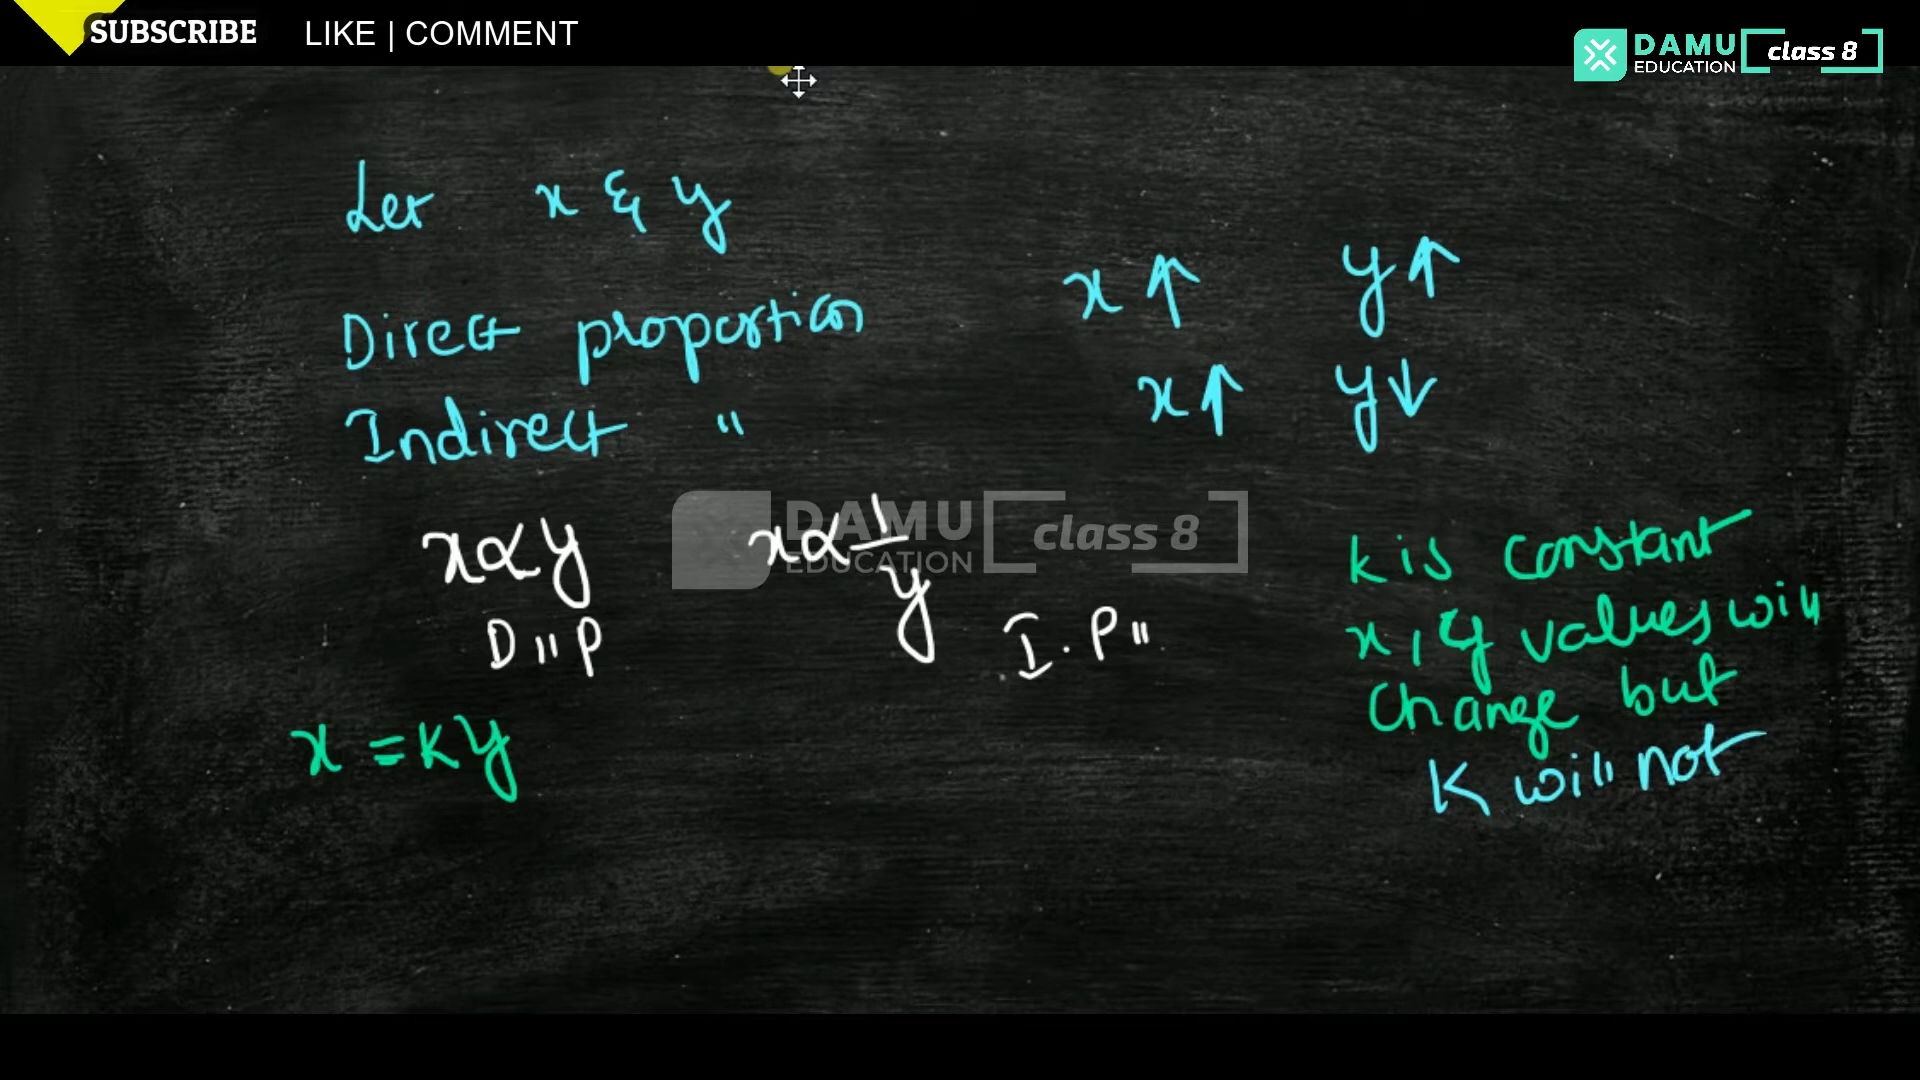 SUBSCRIBE LIKE | COMMENT
DAMU EDUCATION class 8
Let x & y
Direct proportion x↑ y↑
Indirect " x↑ y↓
x∝y x∝1/y
DAMU EDUCATION class 8
D" P I.P"
x = Ky
k is constant
x, y values will
change but
K will not